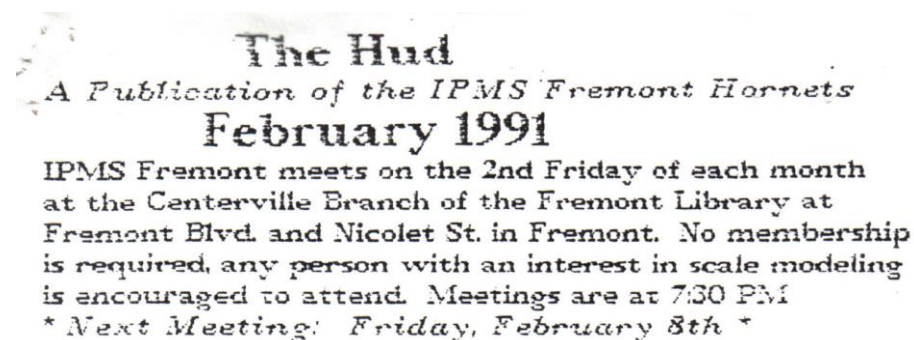 The Hud
A Publication of the IPMS Fremont Hornets
February 1991
IPMS Fremont meets on the 2nd Friday of each month
at the Centerville Branch of the Fremont Library at
Fremont Blvd. and Nicolet St. in Fremont. No membership
is required, any person with an interest in scale modeling
is encouraged to attend. Meetings are at 7:30 PM
* Next Meeting: Friday, February 8th *